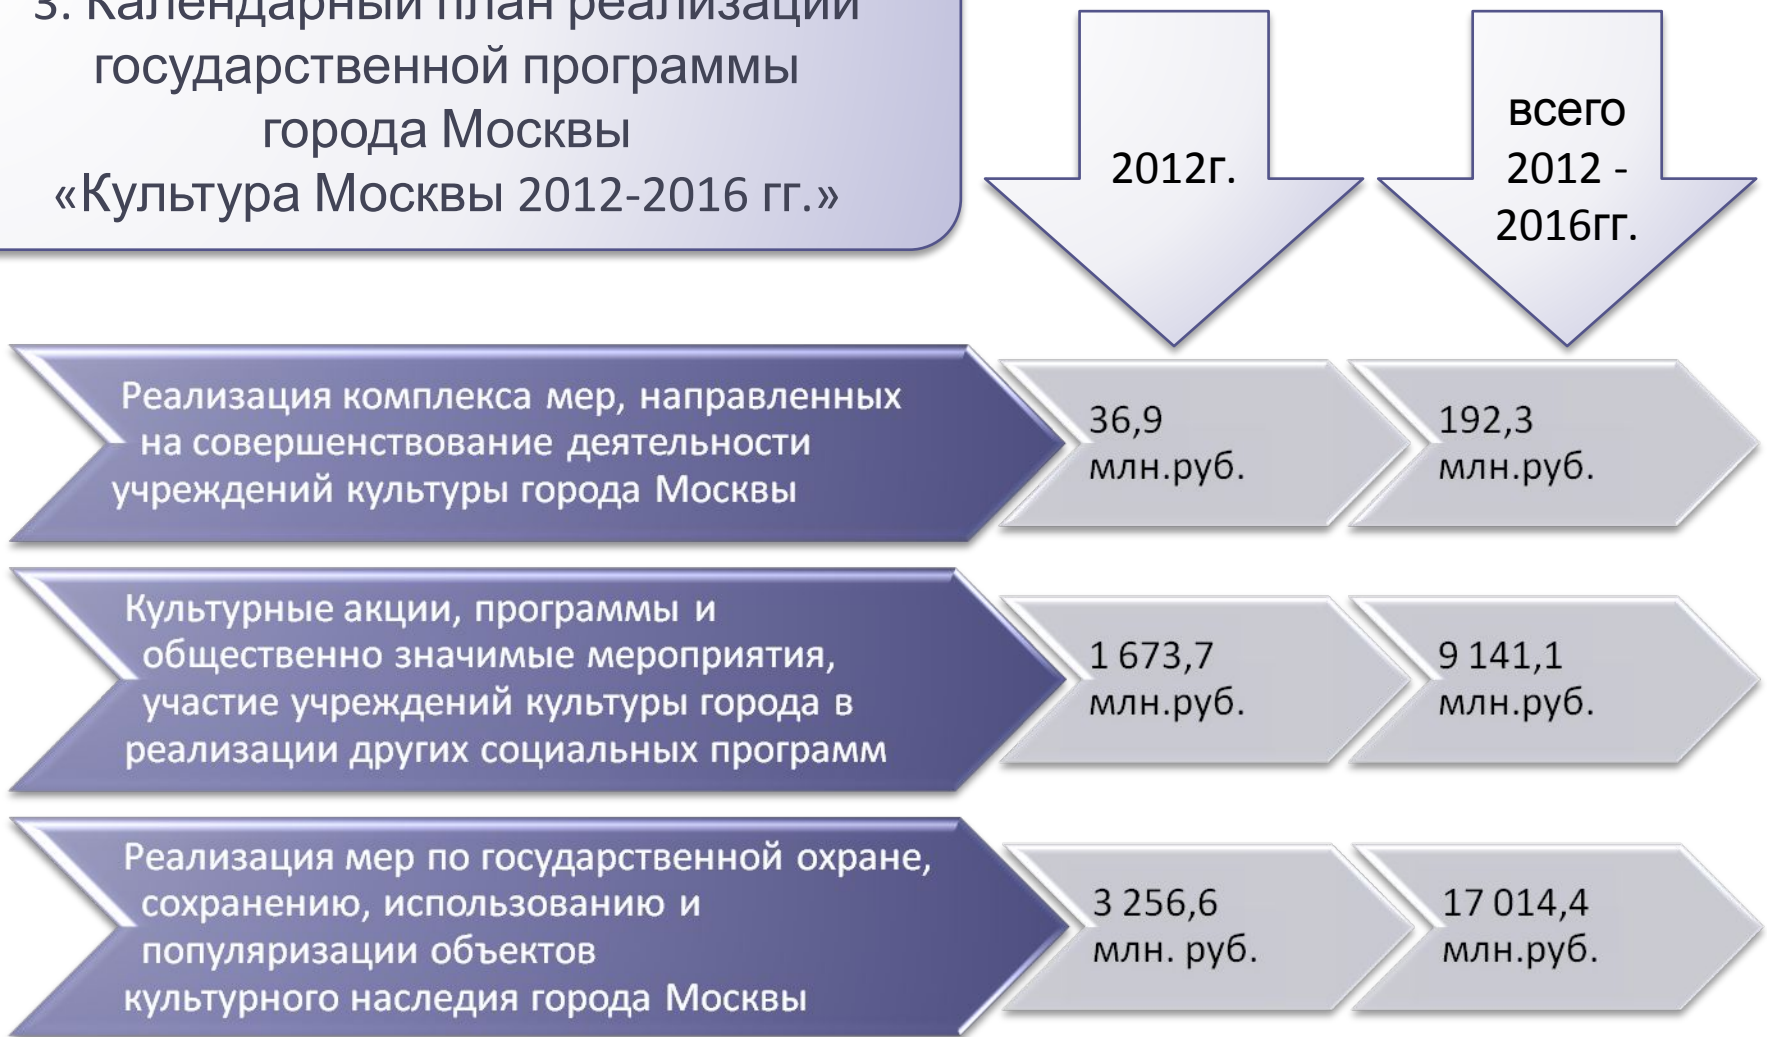 3. Календарный план реализации
государственной программы
города Москвы
«Культура Москвы 2012-2016 гг.»
2012г.
всего
2012 -
2016гг.
Реализация комплекса мер, направленных
на совершенствование деятельности
учреждений культуры города Москвы
36,9
млн.руб.
192,3
млн.руб.
Культурные акции, программы и
общественно значимые мероприятия,
участие учреждений культуры города в
реализации других социальных программ
1 673,7
млн.руб.
9 141,1
млн.руб.
Реализация мер по государственной охране,
сохранению, использованию и
популяризации объектов
культурного наследия города Москвы
3 256,6
млн. руб.
17 014,4
млн.руб.